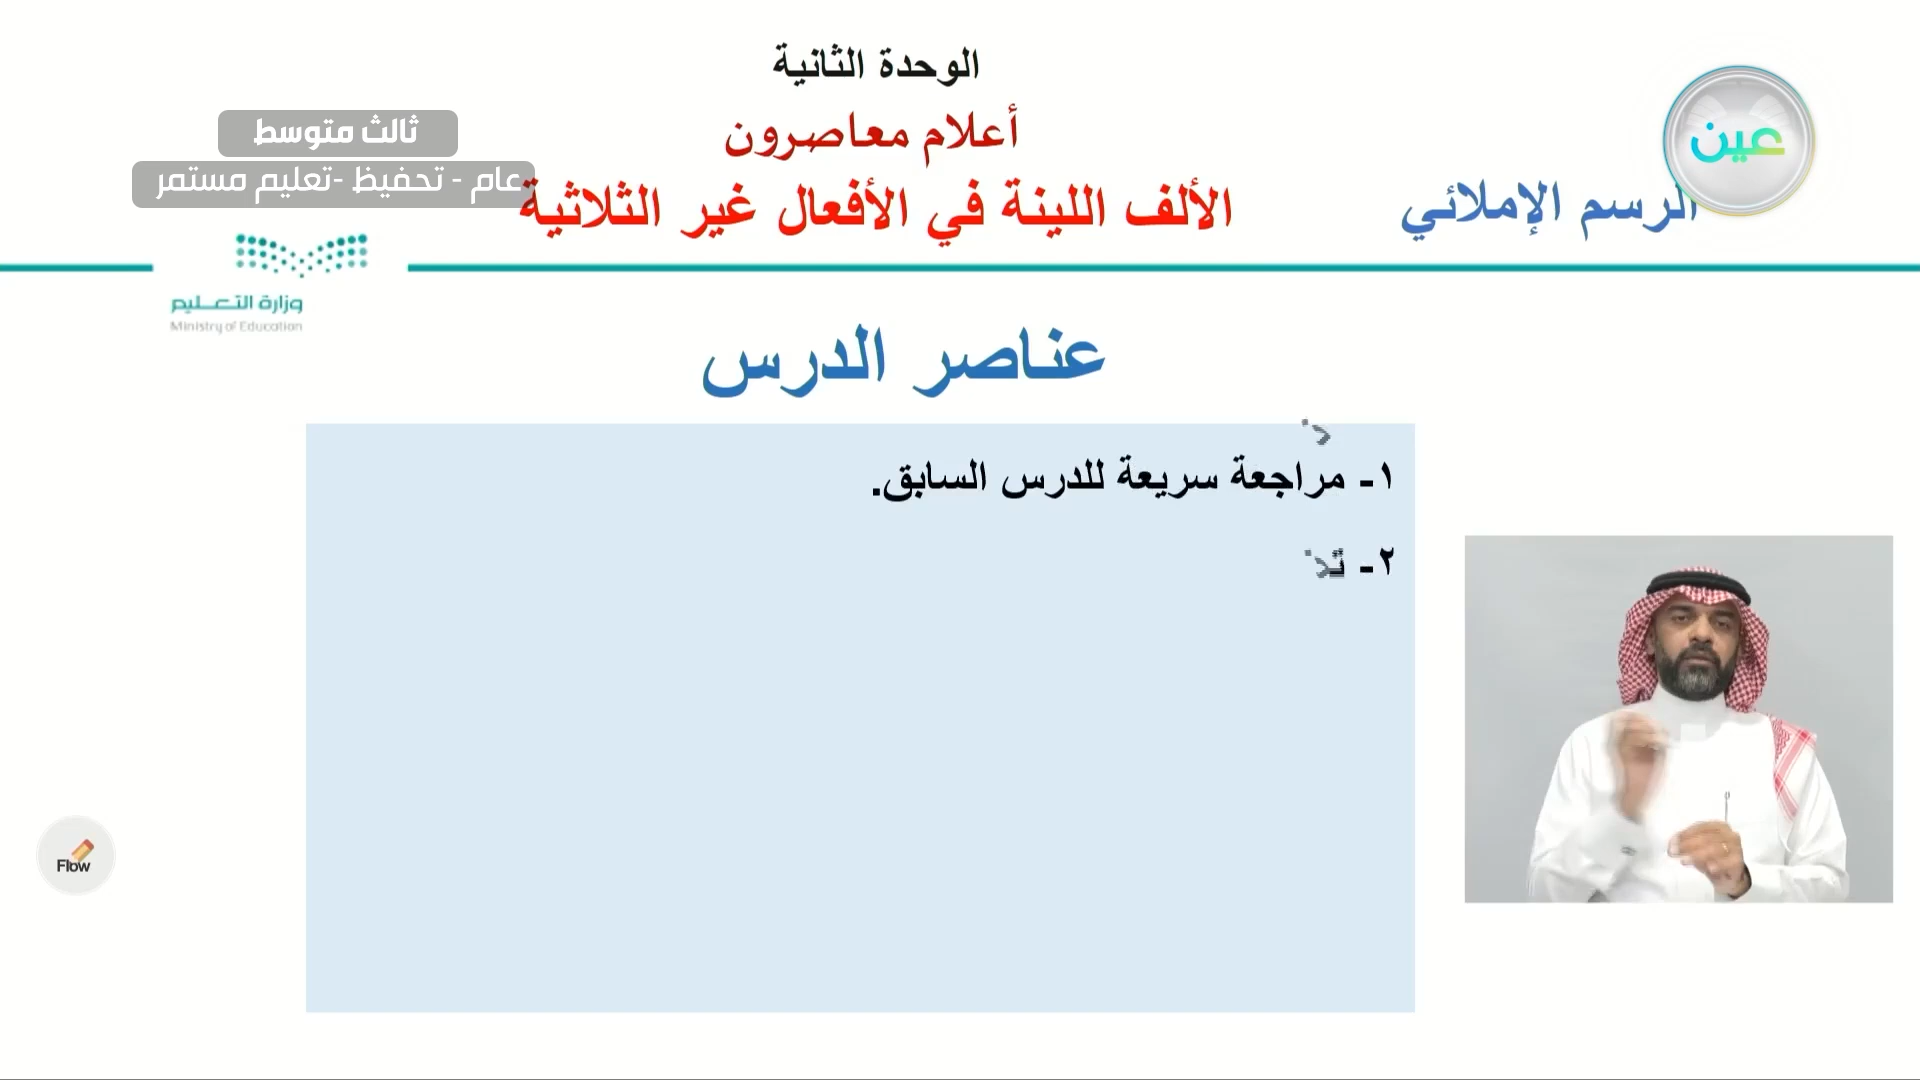 الوحدة الثانية
أعلام معاصرون
الألف اللينة في الأفعال غير الثلاثية
الرسم الإملائي
عين
ثالث متوسط
عام - تحفيظ -تعليم مستمر
وزارة التعليم
Ministry of Education
عناصر الدرس
١- مراجعة سريعة للدرس السابق.
٢-
Flow